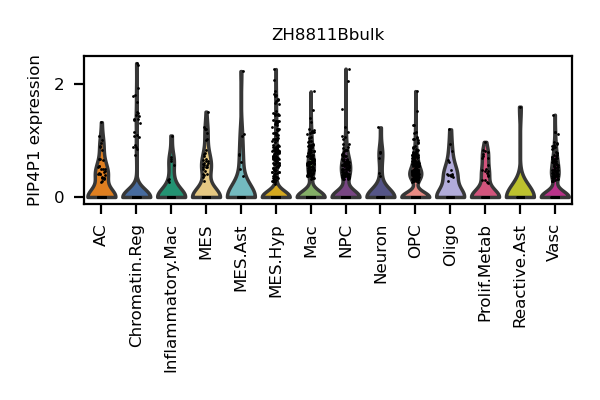 ZH8811Bbulk
PIP4P1 expression
2
0
AC
Chromatin.Reg
Inflammatory.Mac
MES
MES.Ast
MES.Hyp
Mac
NPC
Neuron
OPC
Oligo
Prolif.Metab
Reactive.Ast
Vasc